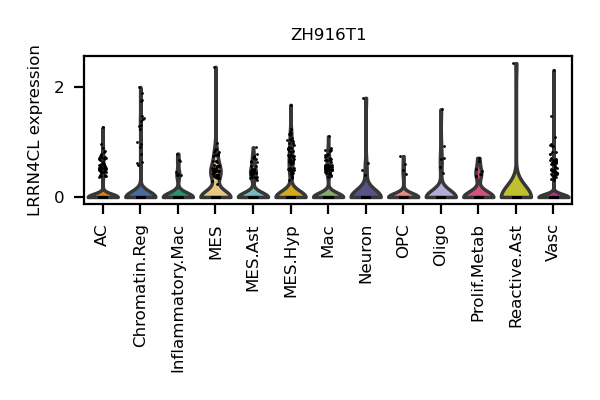 ZH916T1
LRRN4CL expression
2
0
AC
Chromatin.Reg
Inflammatory.Mac
MES
MES.Ast
MES.Hyp
Mac
Neuron
OPC
Oligo
Prolif.Metab
Reactive.Ast
Vasc